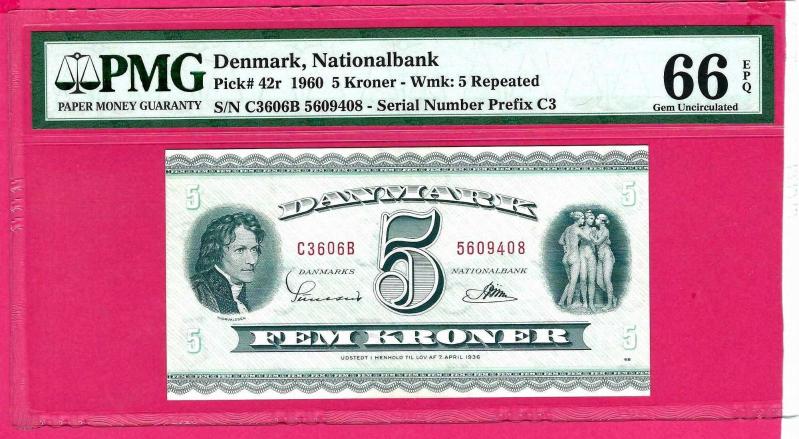 PMG
PAPER MONEY GUARANTY
Denmark, Nationalbank
Pick# 42r 1960 5 Kroner - Wmk: 5 Repeated
S/N C3606B 5609408 - Serial Number Prefix C3
66 EPQ
Gem Uncirculated
5 DANMARK 5
C3606B 5 5609408
DANMARKS NATIONALBANK
THORVALDSEN
5 FEM KRONER 5
UDSTEDT I HENHOLD TIL LOV AF 7. APRIL 1936